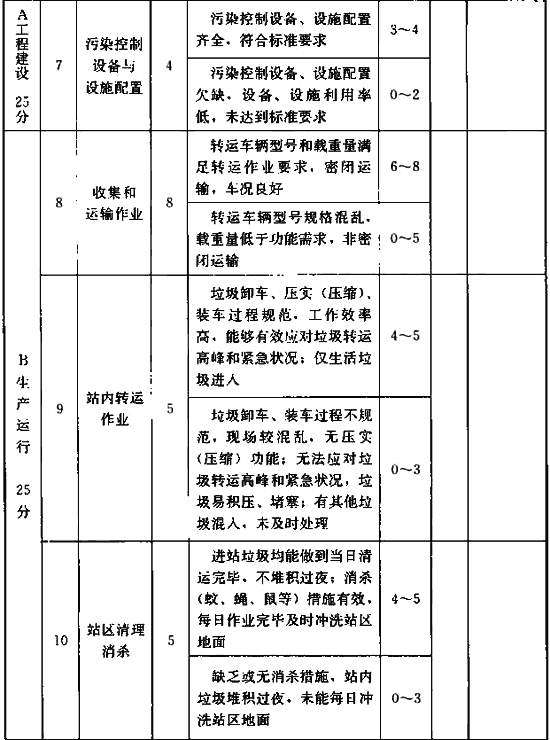 A
工
程
建
设
25
分
7
污染控制
设备与
设施配置
4
污染控制设备、设施配置
齐全，符合标准要求
3～4
污染控制设备、设施配置
欠缺，设备、设施利用率
低，未达到标准要求
0～2
B
生
产
运
行
25
分
8
收集和
运输作业
8
转运车辆型号和载重量满
足转运作业要求，密闭运
输，车况良好
6～8
转运车辆型号规格混乱，
载重量低于功能需求，非密
闭运输
0～5
9
站内转运
作业
5
垃圾卸车、压实（压缩）、
装车过程规范，工作效率
高，能够有效应对垃圾转运
高峰和紧急状况；仅生活垃
圾进入
4～5
垃圾卸车、装车过程不规
范，现场较混乱，无压实
（压缩）功能；无法应对垃
圾转运高峰和紧急状况，垃
圾易积压、堵塞；有其他垃
圾混入，未及时处理
0～3
10
站区清理
消杀
5
进站垃圾均能做到当日清
运完毕，不堆积过夜；消杀
（蚊、蝇、鼠等）措施有效，
每日作业完毕及时冲洗站区
地面
4～5
缺乏或无消杀措施，站内
垃圾堆积过夜，未能每日冲
洗站区地面
0～3